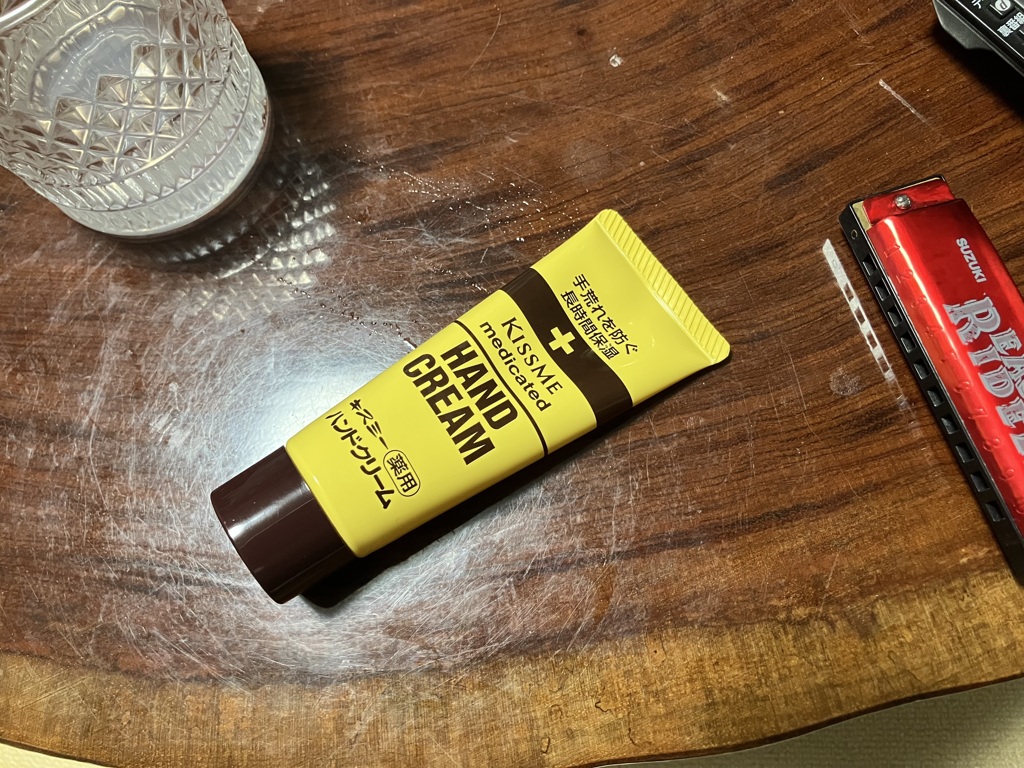 手荒れを防ぐ
長時間保湿
KISSME
medicated
HAND
CREAM
キスミー
薬用
ハンドクリーム
SUZUKI